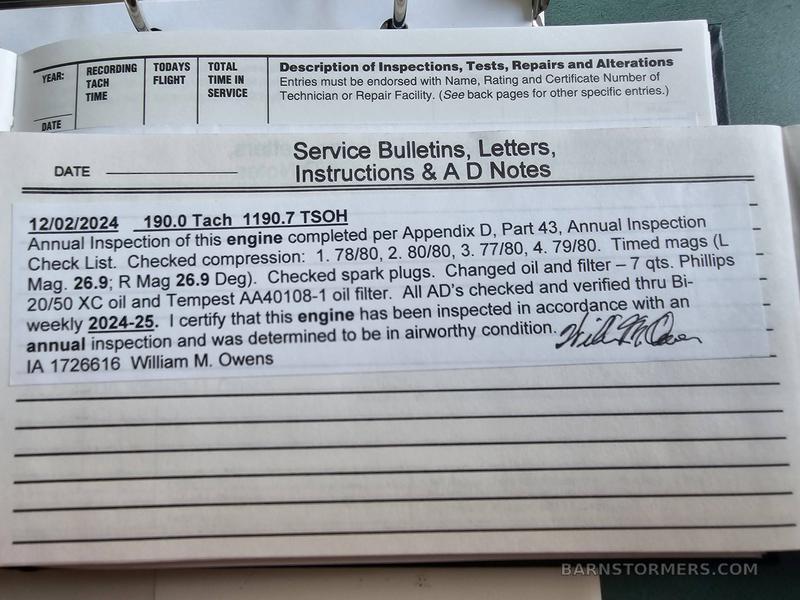 YEAR: RECORDING TACH TIME TODAYS FLIGHT TOTAL TIME IN SERVICE Description of Inspections, Tests, Repairs and Alterations
Entries must be endorsed with Name, Rating and Certificate Number of
Technician or Repair Facility. (See back pages for other specific entries.)
DATE
Service Bulletins, Letters,
DATE Instructions & A D Notes
12/02/2024 190.0 Tach 1190.7 TSOH
Annual Inspection of this engine completed per Appendix D, Part 43, Annual Inspection
Check List. Checked compression: 1. 78/80, 2. 80/80, 3. 77/80, 4. 79/80. Timed mags (L
Mag. 26.9; R Mag 26.9 Deg). Checked spark plugs. Changed oil and filter – 7 qts. Phillips
20/50 XC oil and Tempest AA40108-1 oil filter. All AD's checked and verified thru Bi-
weekly 2024-25. I certify that this engine has been inspected in accordance with an
annual inspection and was determined to be in airworthy condition.
IA 1726616 William M. Owens
BARNSTORMERS.COM